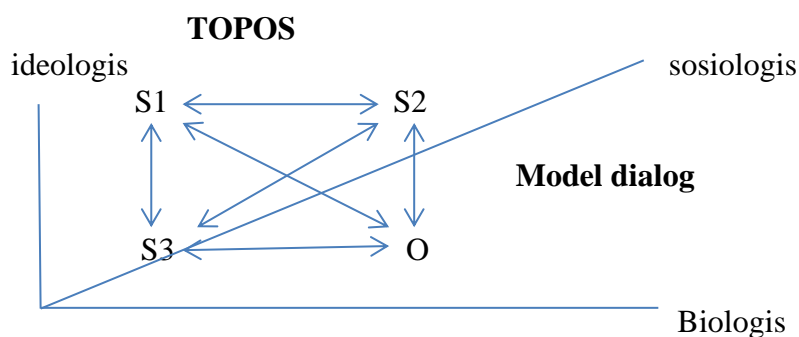 TOPOS
ideologis
sosiologis
S1 S2
Model dialog
S3 O
Biologis